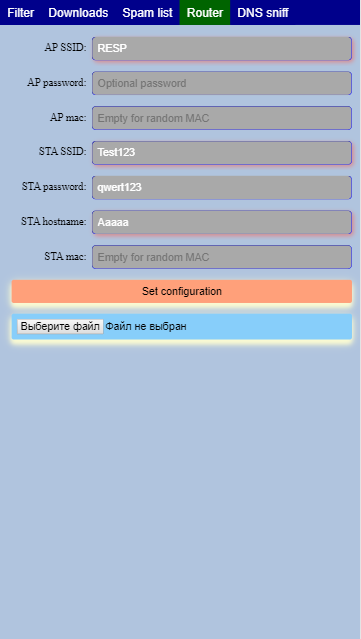 Filter Downloads Spam list Router DNS sniff
AP SSID: RESP
AP password: Optional password
AP mac: Empty for random MAC
STA SSID: Test123
STA password: qwert123
STA hostname: Aaaaa
STA mac: Empty for random MAC
Set configuration
Выберите файл Файл не выбран